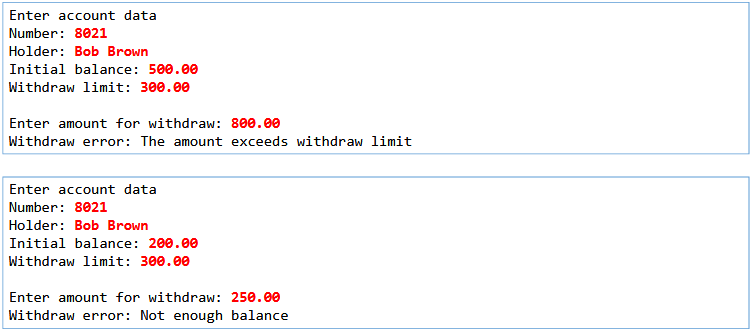 Enter account data
Number: 8021
Holder: Bob Brown
Initial balance: 500.00
Withdraw limit: 300.00
Enter amount for withdraw: 800.00
Withdraw error: The amount exceeds withdraw limit
Enter account data
Number: 8021
Holder: Bob Brown
Initial balance: 200.00
Withdraw limit: 300.00
Enter amount for withdraw: 250.00
Withdraw error: Not enough balance